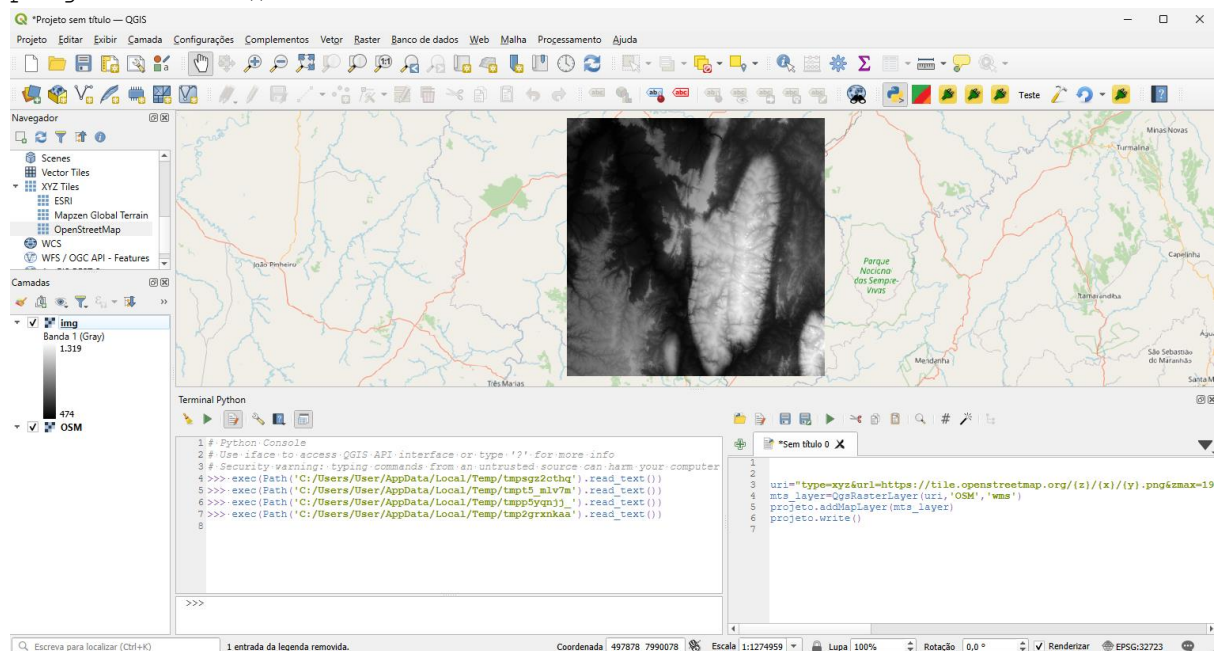 *Projeto sem título — QGIS
Projeto Editar Exibir Camada Configurações Complementos Vetor Raster Banco de dados Web Malha Processamento Ajuda
Teste
Navegador
Scenes
Vector Tiles
XYZ Tiles
ESRI
Mapzen Global Terrain
OpenStreetMap
WCS
WFS / OGC API - Features
Camadas
img
Banda 1 (Gray)
1.319
474
OSM
Minas Novas
Turmalina
João Pinheiro
Parque
Nacional
das Sempre-
Vivas
Capelinha
Itamarandiba
São Sebastião
do Maranhão
Mendanha
Três Marias
Santa M
Terminal Python
1 # Python Console
2 # Use iface to access QGIS API interface or type '?' for more info
3 # Security warning: typing commands from an untrusted source can harm your computer
4 >>> exec(Path('C:/Users/User/AppData/Local/Temp/tmpsgz2cthq').read_text())
5 >>> exec(Path('C:/Users/User/AppData/Local/Temp/tmpt5_mlv7m').read_text())
6 >>> exec(Path('C:/Users/User/AppData/Local/Temp/tmpp5yqnjj_').read_text())
7 >>> exec(Path('C:/Users/User/AppData/Local/Temp/tmp2grxnkaa').read_text())
8
>>>
*Sem título 0
1
2
3 uri="type=xyz&url=https://tile.openstreetmap.org/{z}/{x}/{y}.png&zmax=19
4 mts_layer=QgsRasterLayer(uri,'OSM','wms')
5 projeto.addMapLayer(mts_layer)
6 projeto.write()
7
Escreva para localizar (Ctrl+K)
1 entrada da legenda removida.
Coordenada 497878 7990078 Escala 1:1274959 Lupa 100% Rotação 0,0 ° Renderizar EPSG:32723